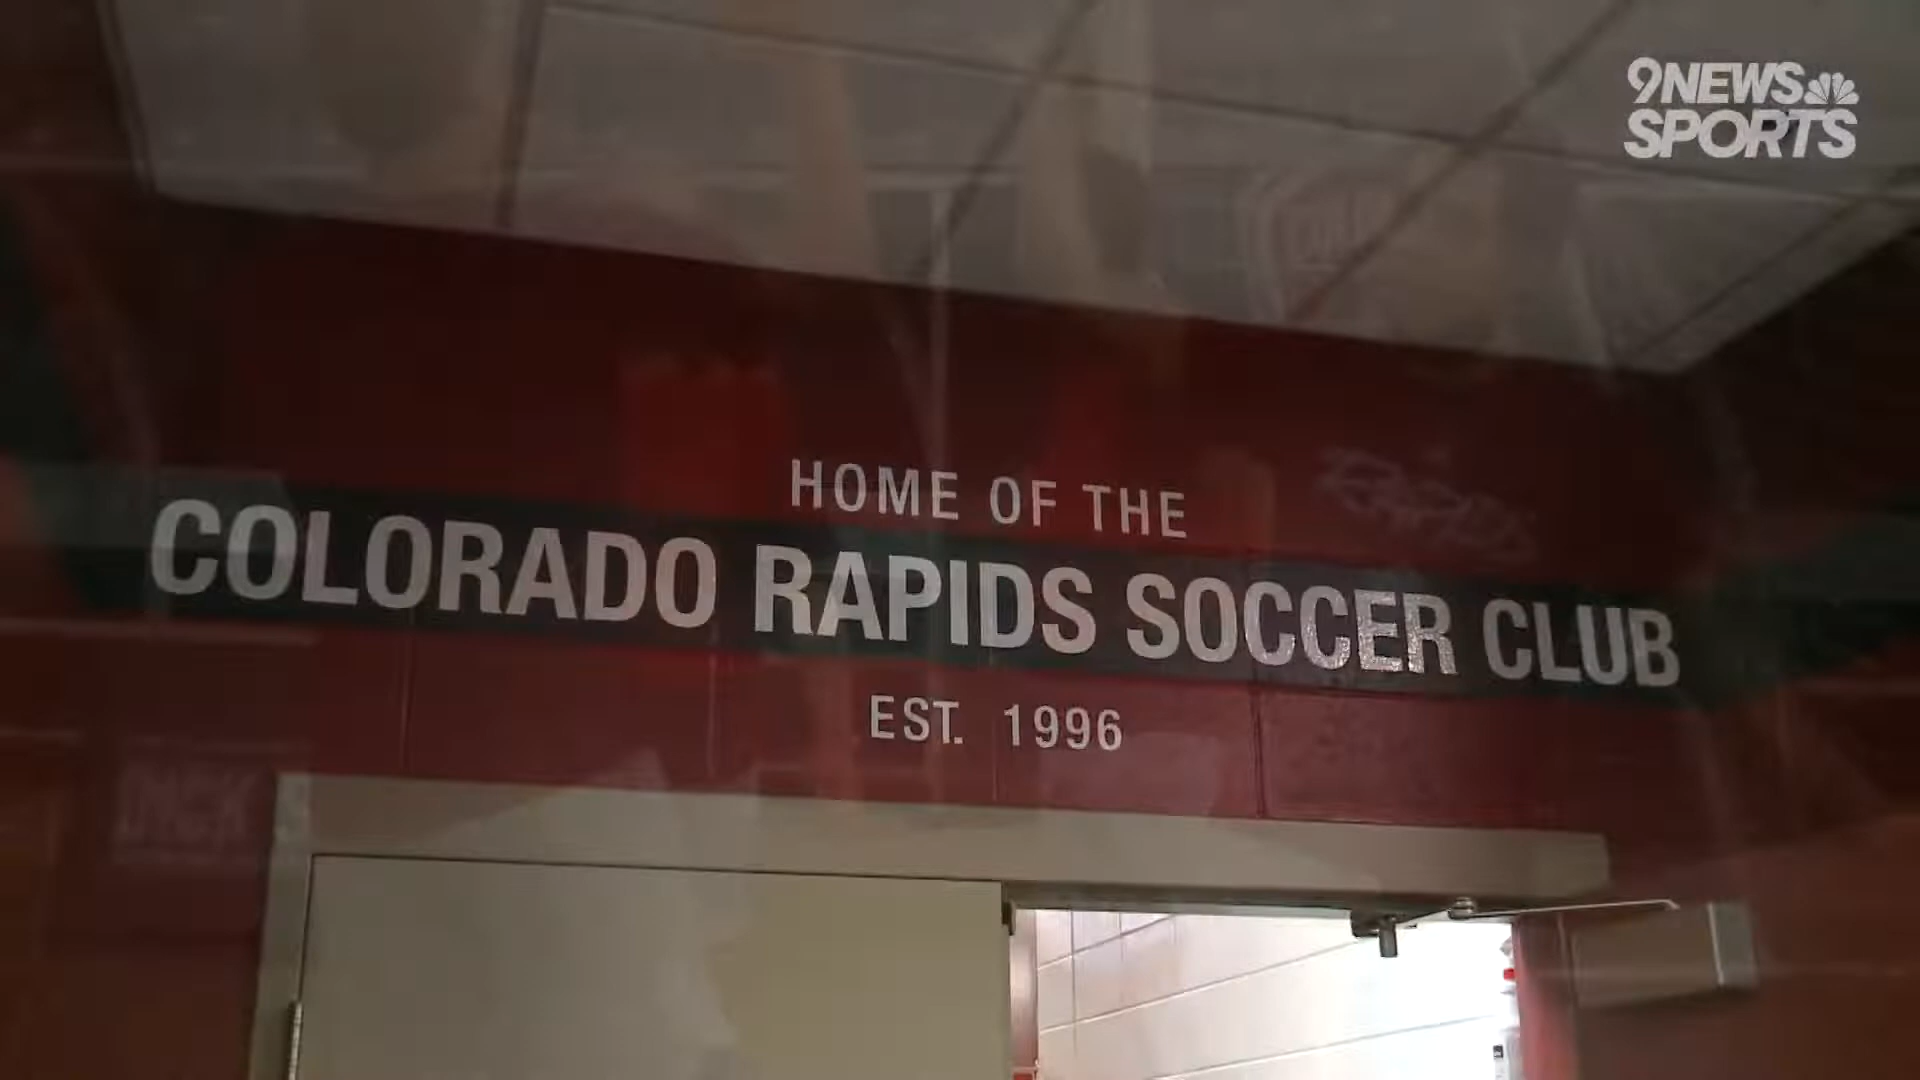 9NEWS
SPORTS
HOME OF THE
COLORADO RAPIDS SOCCER CLUB
EST. 1996